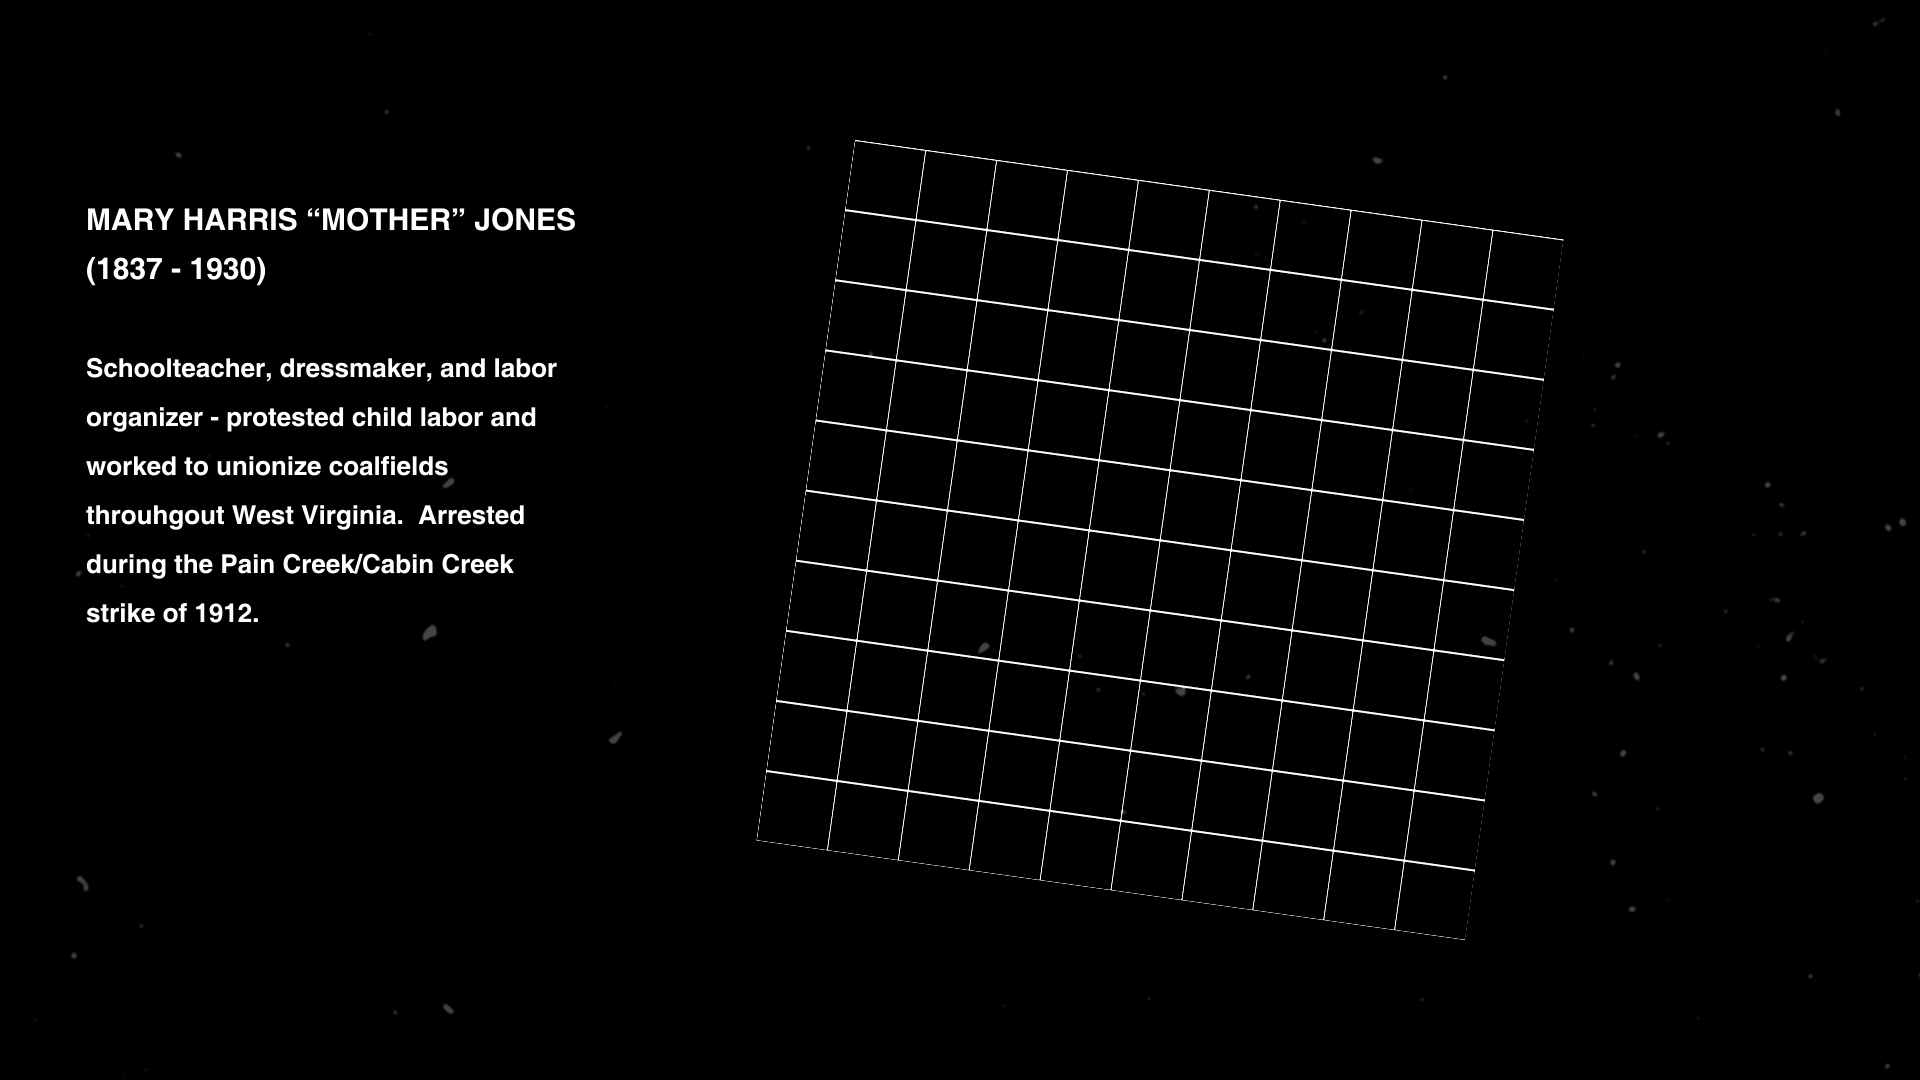 MARY HARRIS “MOTHER” JONES
(1837 - 1930)
Schoolteacher, dressmaker, and labor
organizer - protested child labor and
worked to unionize coalfields
throuhgout West Virginia.  Arrested
during the Pain Creek/Cabin Creek
strike of 1912.